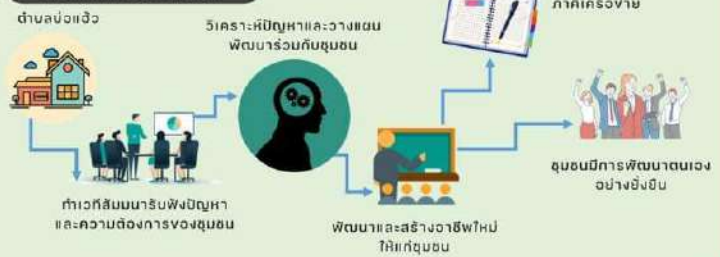 ตำบลบ่อแฮ้ว
วิเคราะห์ปัญหาและวางแผน
พัฒนาร่วมกับชุมชน
ภาคีเครือข่าย
ทำเวทีสัมมนารับฟังปัญหา
และความต้องการของชุมชน
พัฒนาและสร้างอาชีพใหม่
ให้แก่ชุมชน
ชุมชนมีการพัฒนาตนเอง
อย่างยั่งยืน